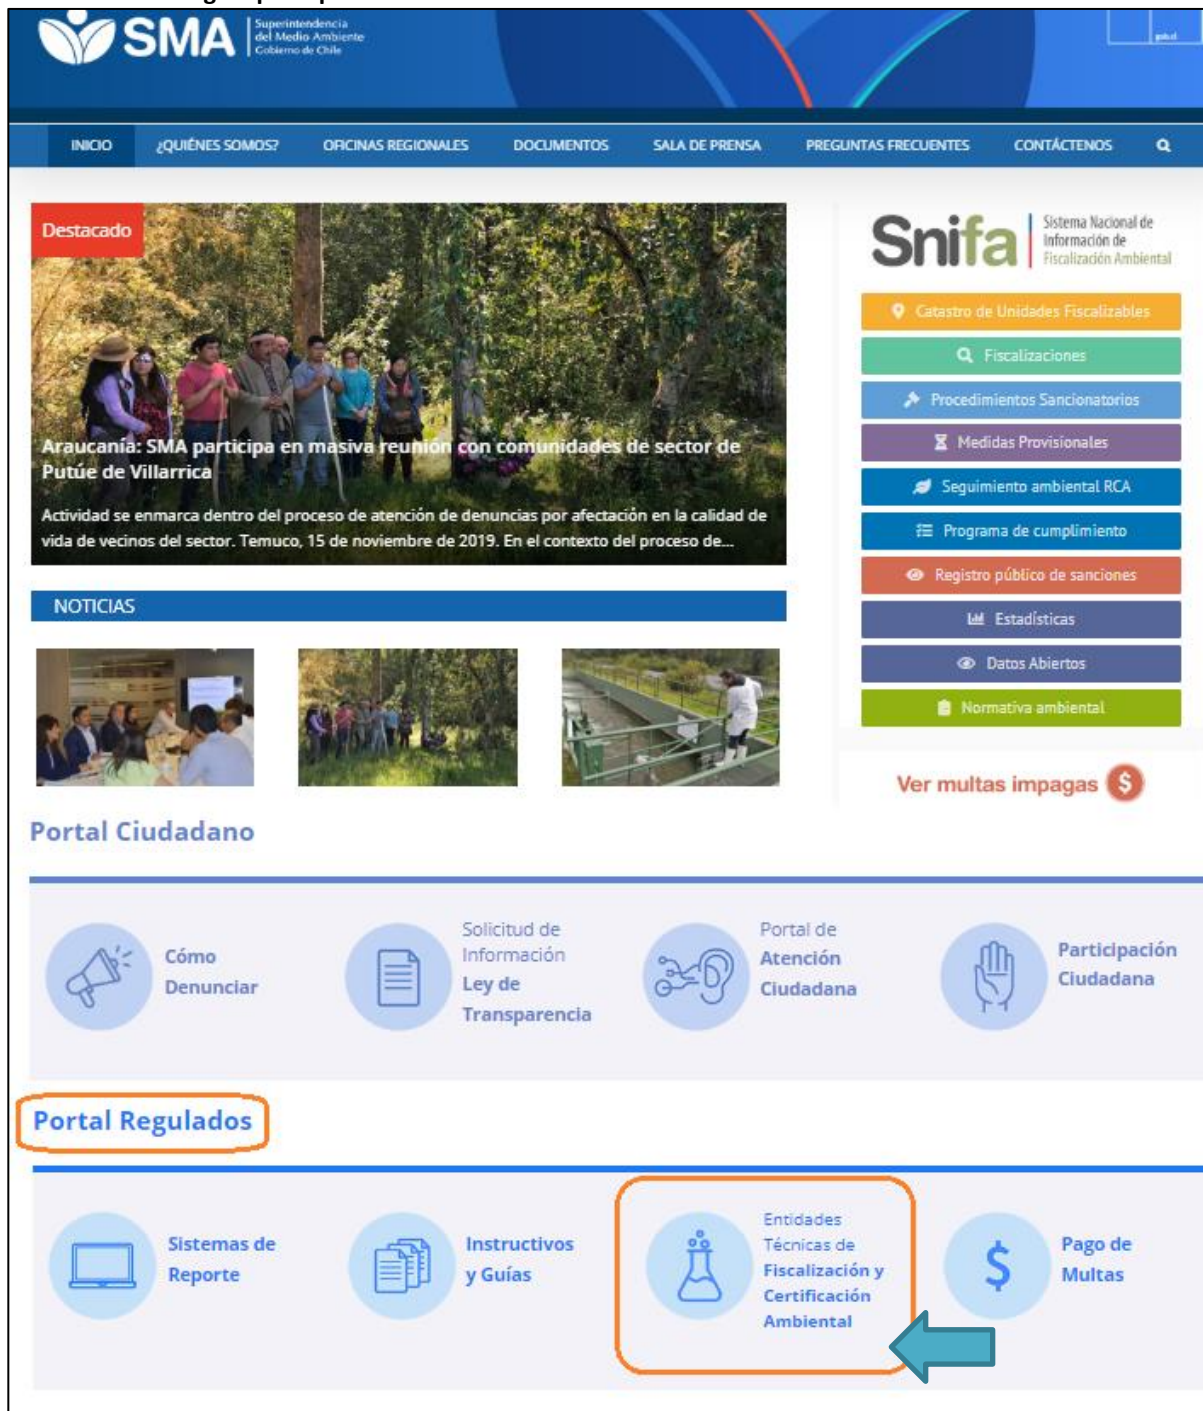 SMA
Superintendencia
del Medio Ambiente
Gobierno de Chile
INICIO ¿QUIÉNES SOMOS? OFICINAS REGIONALES DOCUMENTOS SALA DE PRENSA PREGUNTAS FRECUENTES CONTÁCTENOS
Destacado
Araucanía: SMA participa en masiva reunión con comunidades de sector de
Putúe de Villarrica
Actividad se enmarca dentro del proceso de atención de denuncias por afectación en la calidad de
vida de vecinos del sector. Temuco, 15 de noviembre de 2019. En el contexto del proceso de...
NOTICIAS
Snifa
Sistema Nacional de
Información de
Fiscalización Ambiental
Catastro de Unidades Fiscalizables
Fiscalizaciones
Procedimientos Sancionatorios
Medidas Provisionales
Seguimiento ambiental RCA
Programa de cumplimiento
Registro público de sanciones
Estadísticas
Datos Abiertos
Normativa ambiental
Ver multas impagas $
Portal Ciudadano
Cómo
Denunciar
Solicitud de
Información
Ley de
Transparencia
Portal de
Atención
Ciudadana
Participación
Ciudadana
Portal Regulados
Sistemas de
Reporte
Instructivos
y Guías
Entidades
Técnicas de
Fiscalización y
Certificación
Ambiental
$
Pago de
Multas